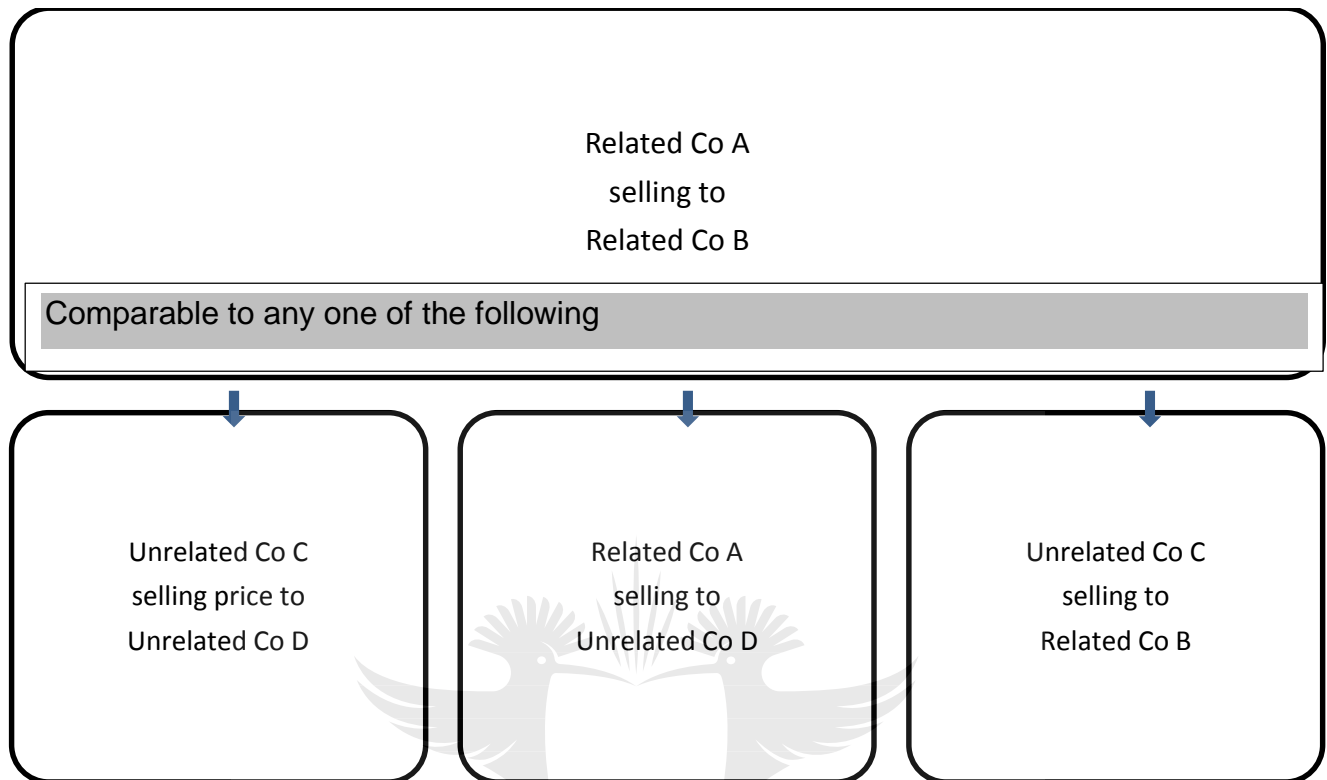 Related Co A
selling to
Related Co B
Comparable to any one of the following
Unrelated Co C
selling price to
Unrelated Co D
Related Co A
selling to
Unrelated Co D
Unrelated Co C
selling to
Related Co B